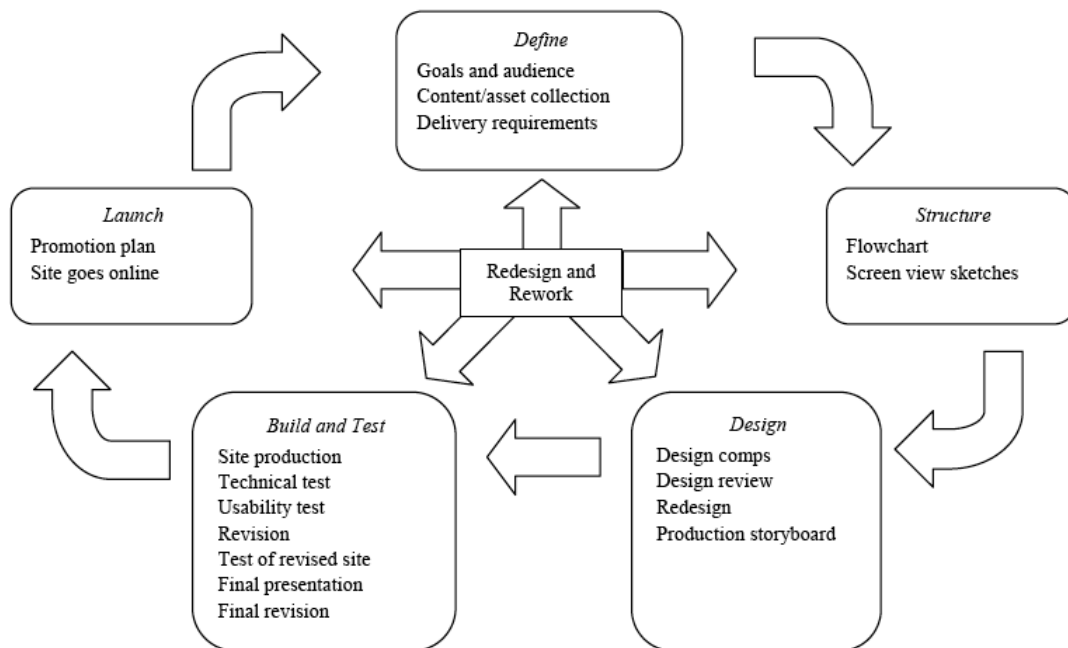 Define
Goals and audience
Content/asset collection
Delivery requirements
Launch
Promotion plan
Site goes online
Structure
Flowchart
Screen view sketches
Redesign and
Rework
Build and Test
Site production
Technical test
Usability test
Revision
Test of revised site
Final presentation
Final revision
Design
Design comps
Design review
Redesign
Production storyboard